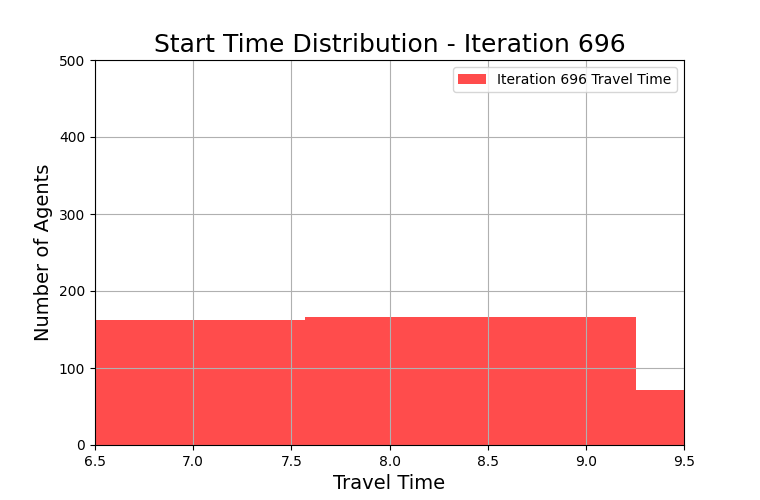 Start Time Distribution - Iteration 696
Iteration 696 Travel Time
Number of Agents
500
400
300
200
100
0
6.5 7.0 7.5 8.0 8.5 9.0 9.5
Travel Time